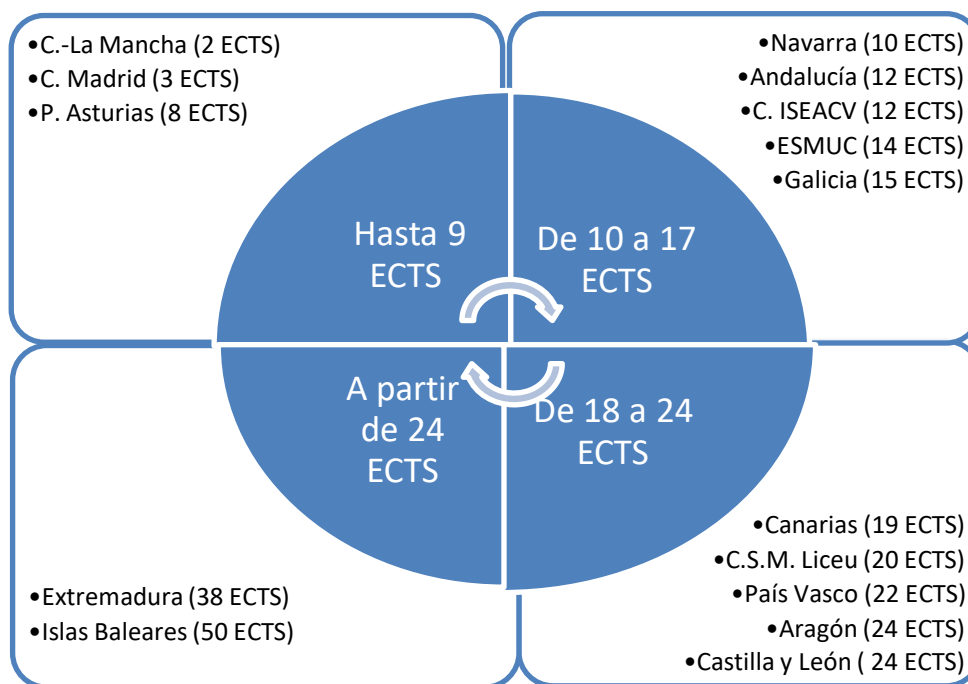 •C.-La Mancha (2 ECTS)
•C. Madrid (3 ECTS)
•P. Asturias (8 ECTS)
•Navarra (10 ECTS)
•Andalucía (12 ECTS)
•C. ISEACV (12 ECTS)
•ESMUC (14 ECTS)
•Galicia (15 ECTS)
Hasta 9
ECTS
De 10 a 17
ECTS
A partir
de 24
ECTS
De 18 a 24
ECTS
•Extremadura (38 ECTS)
•Islas Baleares (50 ECTS)
•Canarias (19 ECTS)
•C.S.M. Liceu (20 ECTS)
•País Vasco (22 ECTS)
•Aragón (24 ECTS)
•Castilla y León ( 24 ECTS)